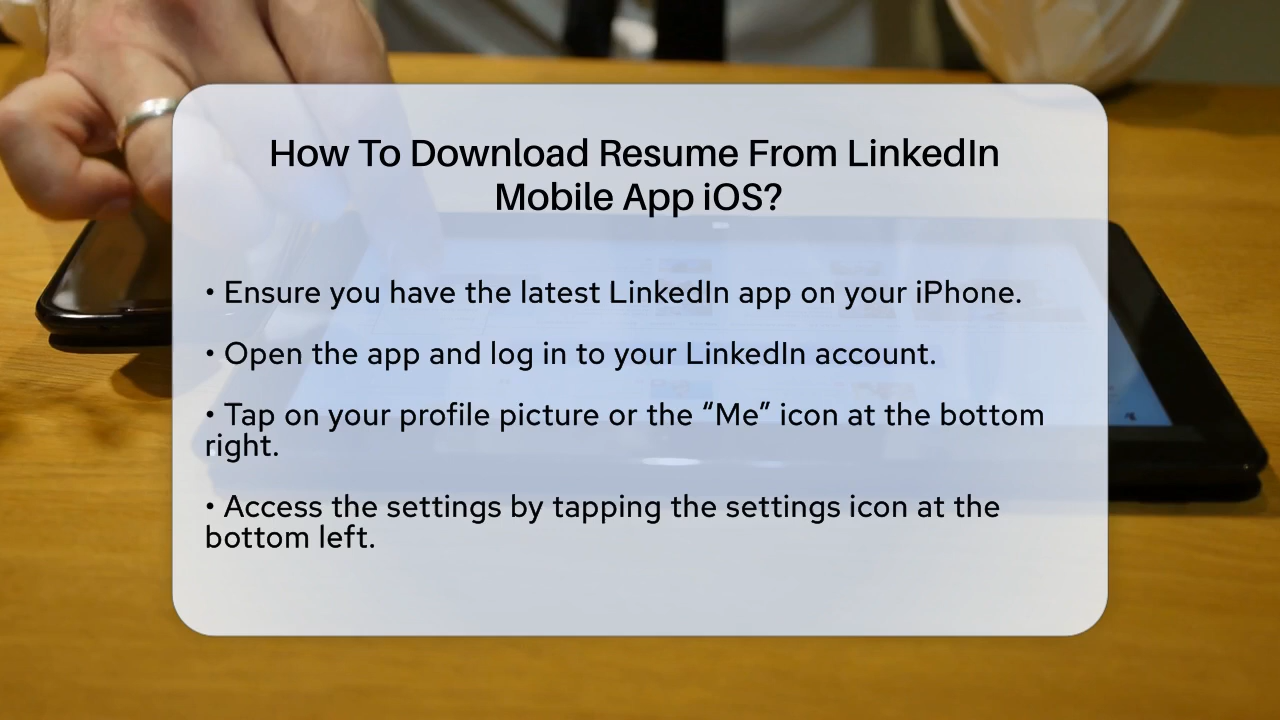 How To Download Resume From LinkedIn
Mobile App iOS?
• Ensure you have the latest LinkedIn app on your iPhone.
• Open the app and log in to your LinkedIn account.
• Tap on your profile picture or the “Me” icon at the bottom
right.
• Access the settings by tapping the settings icon at the
bottom left.